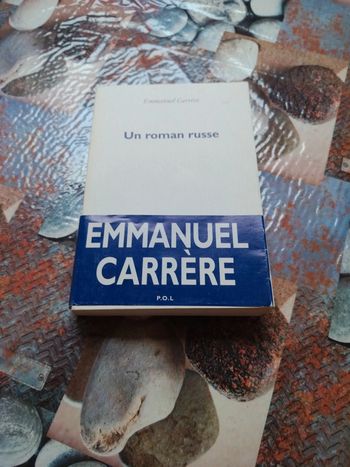 Emmanuel Carrère
Un roman russe
EMMANUEL
CARRÈRE
P.O.L